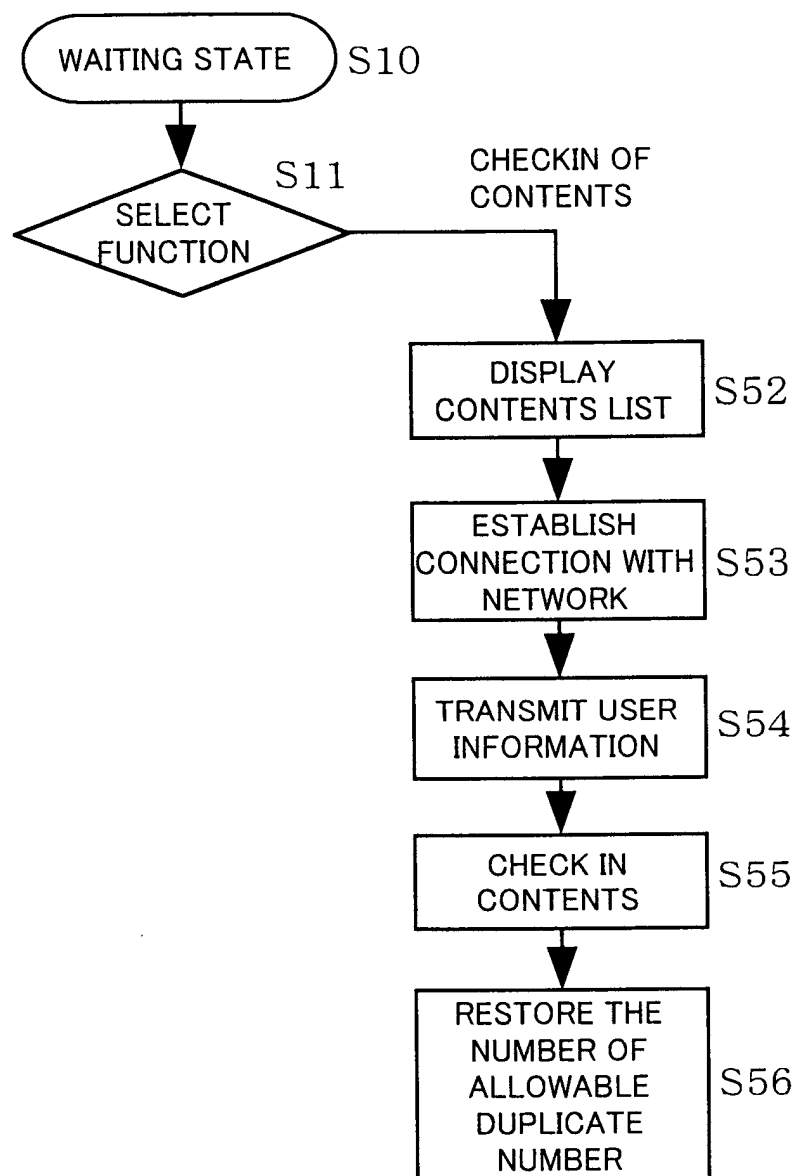 WAITING STATE S10
S11
SELECT
FUNCTION
CHECKIN OF
CONTENTS
DISPLAY
CONTENTS LIST
S52
ESTABLISH
CONNECTION WITH
NETWORK
S53
TRANSMIT USER
INFORMATION
S54
CHECK IN
CONTENTS
S55
RESTORE THE
NUMBER OF
ALLOWABLE
DUPLICATE
NUMBER
S56